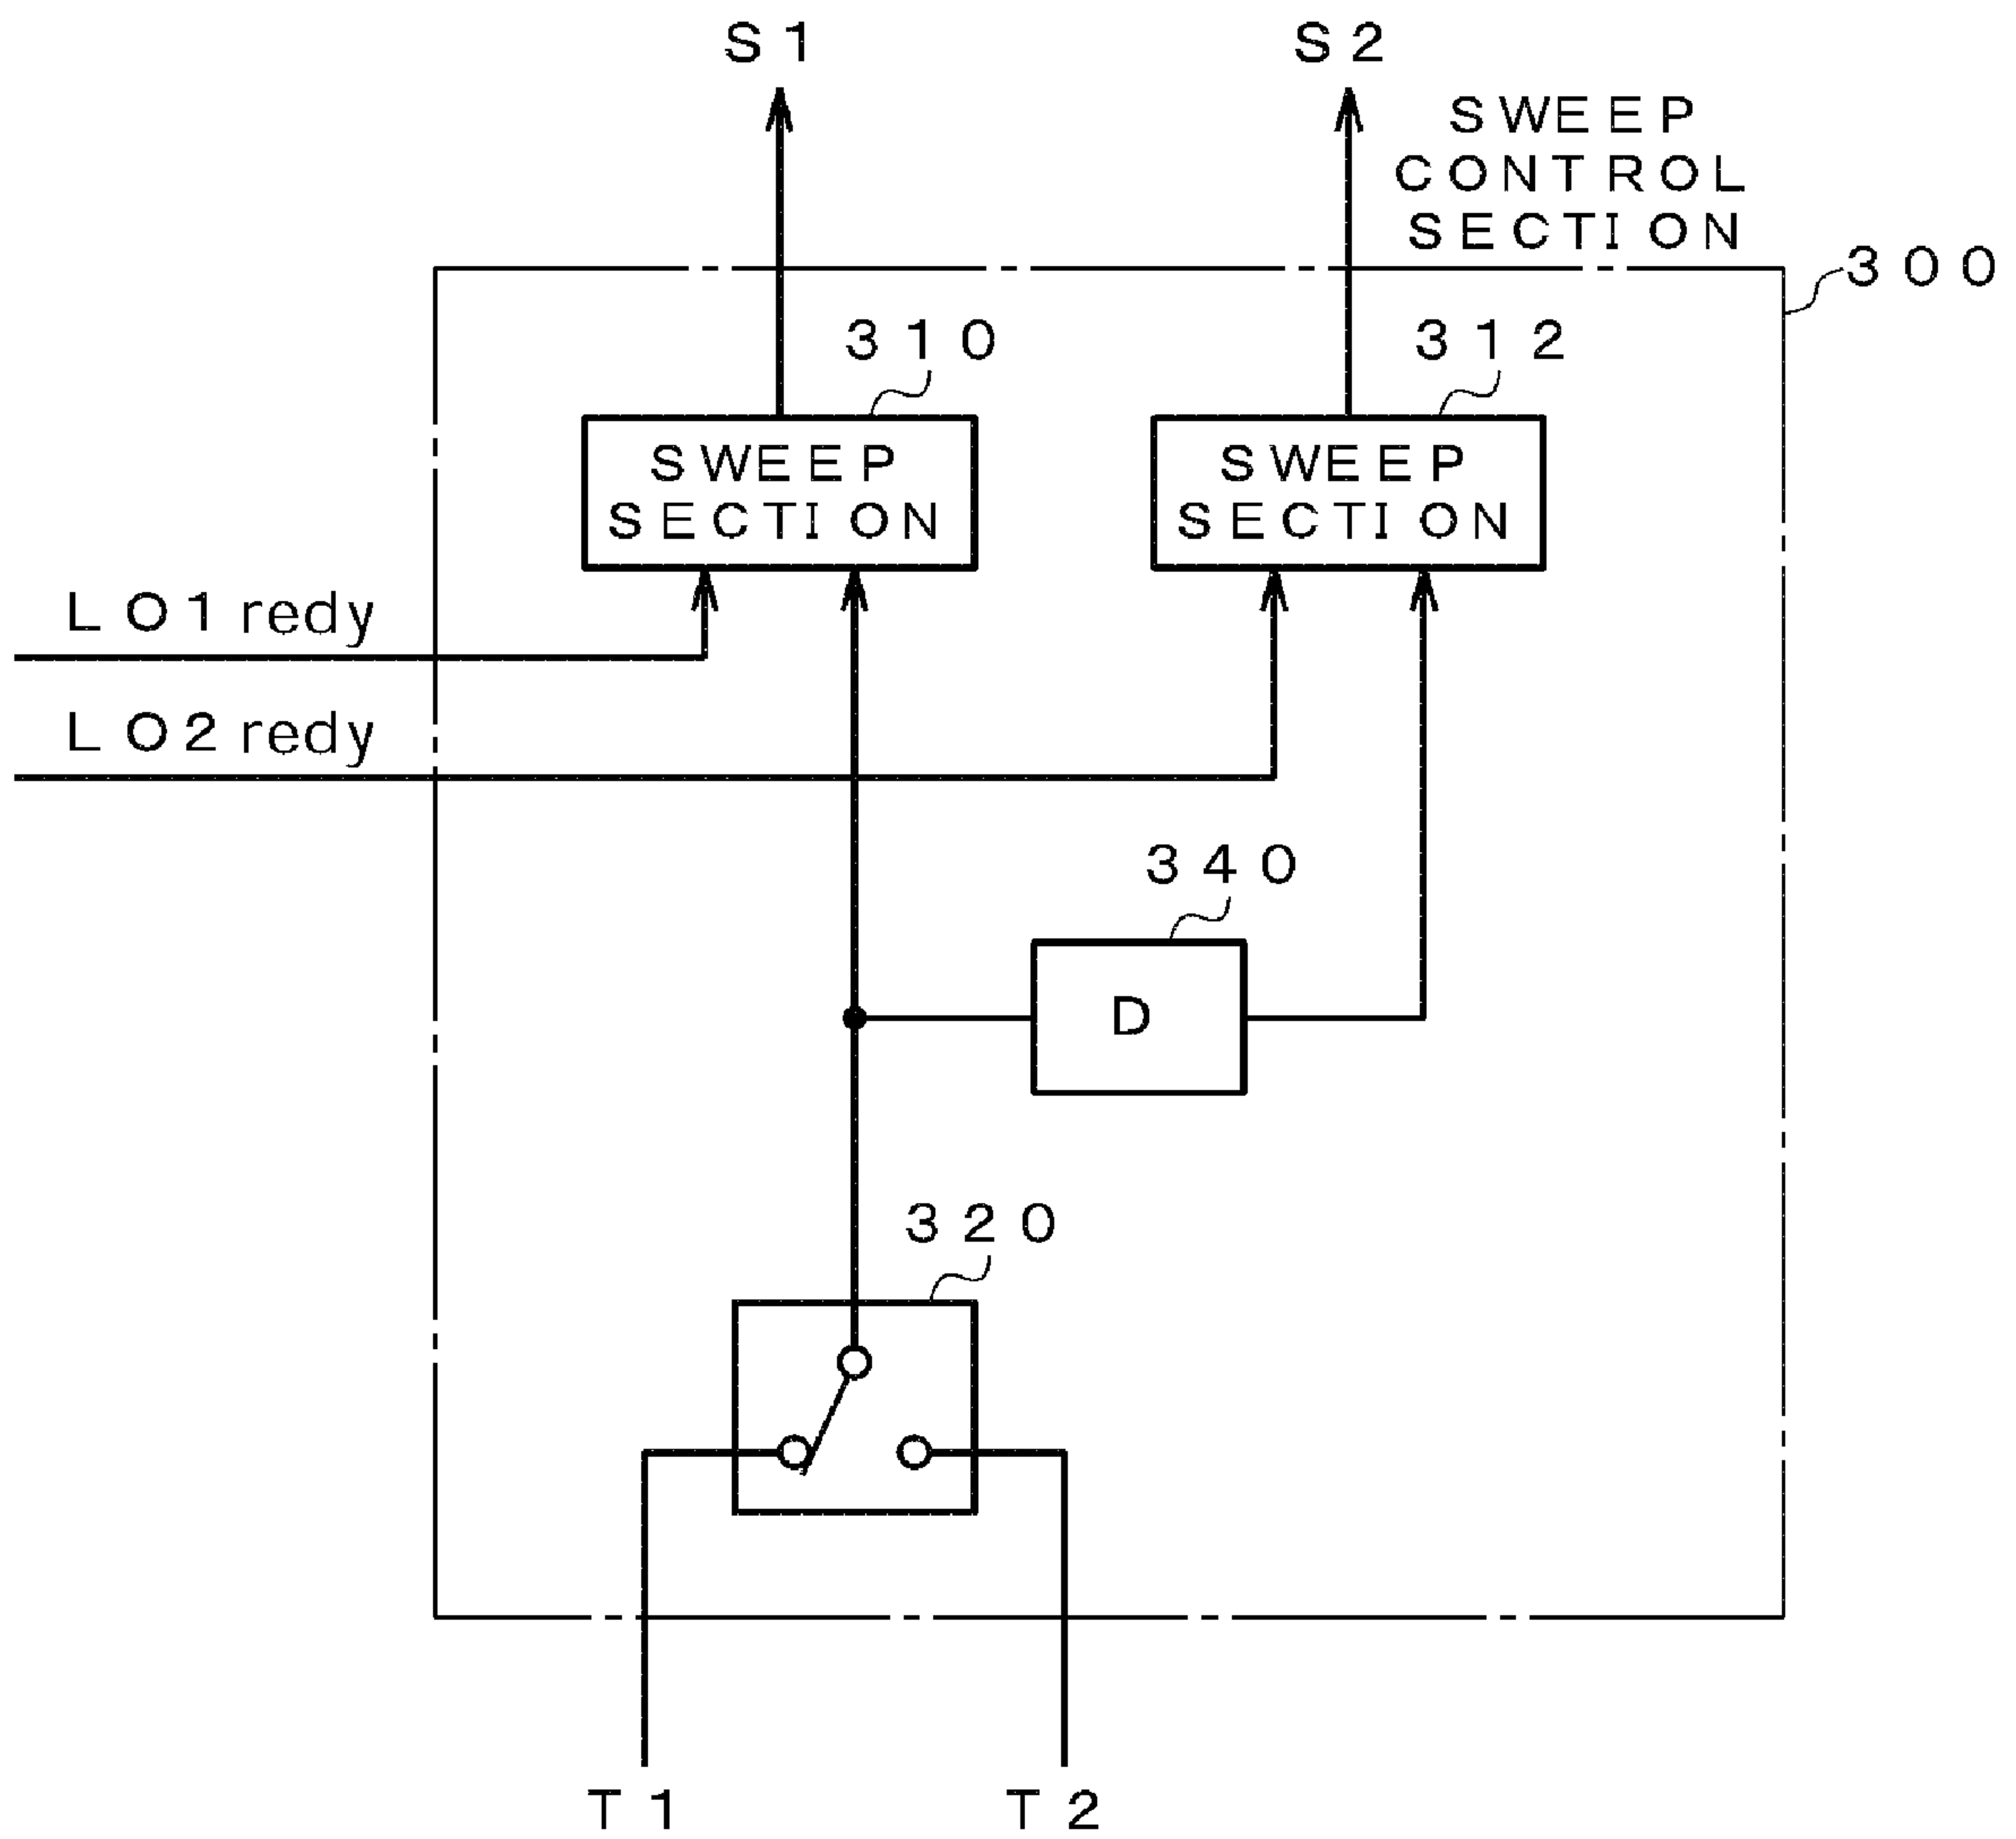 S1
S2
SWEEP
CONTROL
SECTION
300
310
312
SWEEP
SECTION
SWEEP
SECTION
LO1 redy
LO2 redy
340
D
320
T1
T2